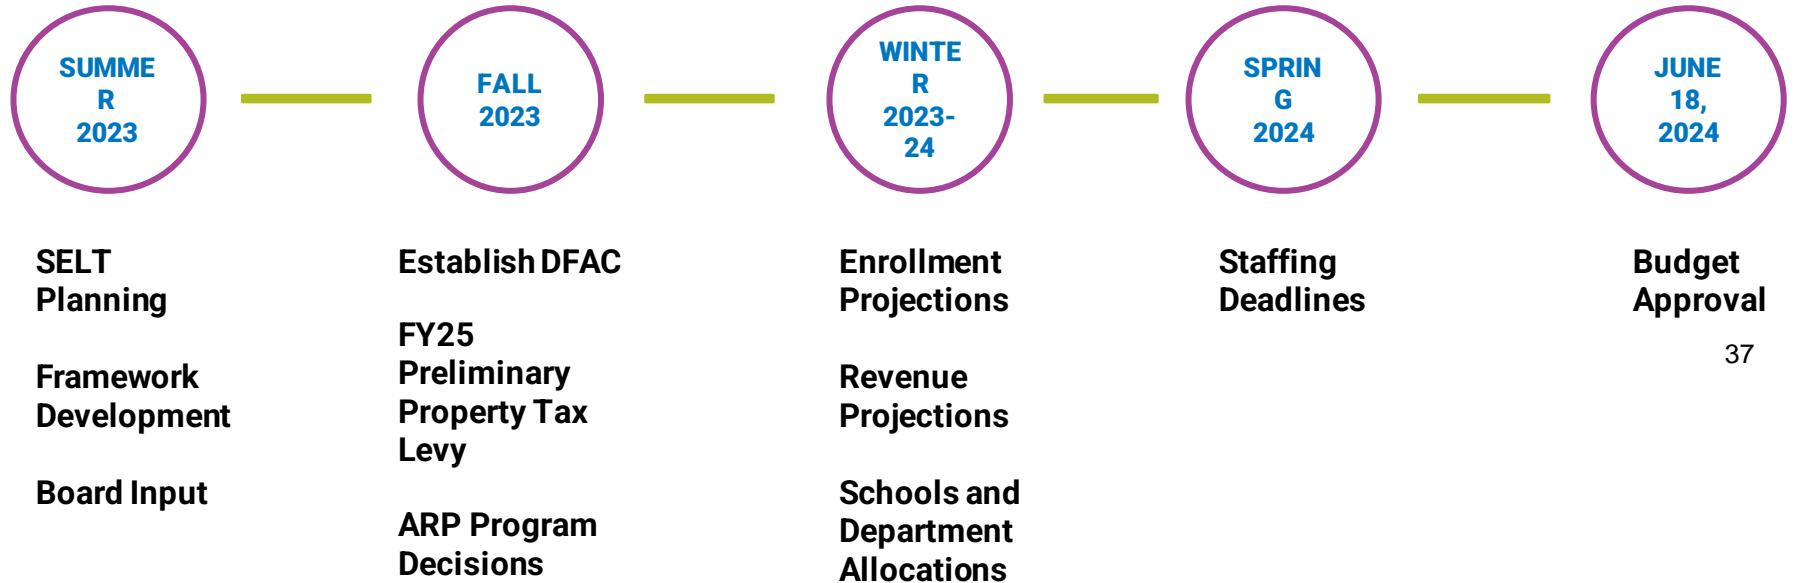 SUMME
R
2023
FALL
2023
WINTE
R
2023-
24
SPRIN
G
2024
JUNE
18,
2024
SELT
Planning
Framework
Development
Board Input
Establish DFAC
FY25
Preliminary
Property Tax
Levy
ARP Program
Decisions
Enrollment
Projections
Revenue
Projections
Schools and
Department
Allocations
Staffing
Deadlines
Budget
Approval
37